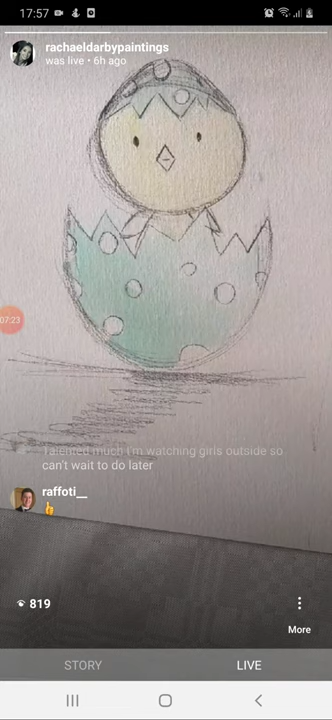 17:57
rachaeldarbypaintings
was live • 6h ago
07:23
Talented much I'm watching girls outside so
can't wait to do later
raffoti__
819
More
STORY
LIVE